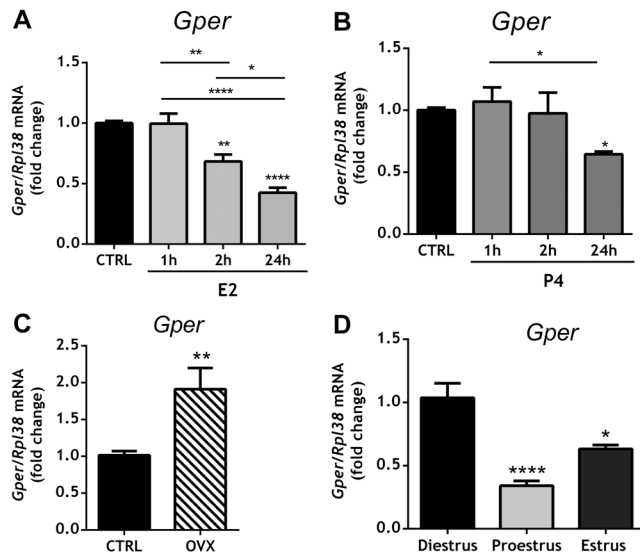 A
Gper
Gper/Rpl38 mRNA
(fold change)
1.5
1.0
0.5
0.0
**
*
****
**
****
CTRL
1h
2h
24h
E2
B
Gper
Gper/Rpl38 mRNA
(fold change)
1.5
1.0
0.5
0.0
*
*
CTRL
1h
2h
24h
P4
C
Gper
Gper/Rpl38 mRNA
(fold change)
2.5
2.0
1.5
1.0
0.5
0.0
**
CTRL
OVX
D
Gper
Gper/Rpl38 mRNA
(fold change)
1.5
1.0
0.5
0.0
****
*
Diestrus
Proestrus
Estrus